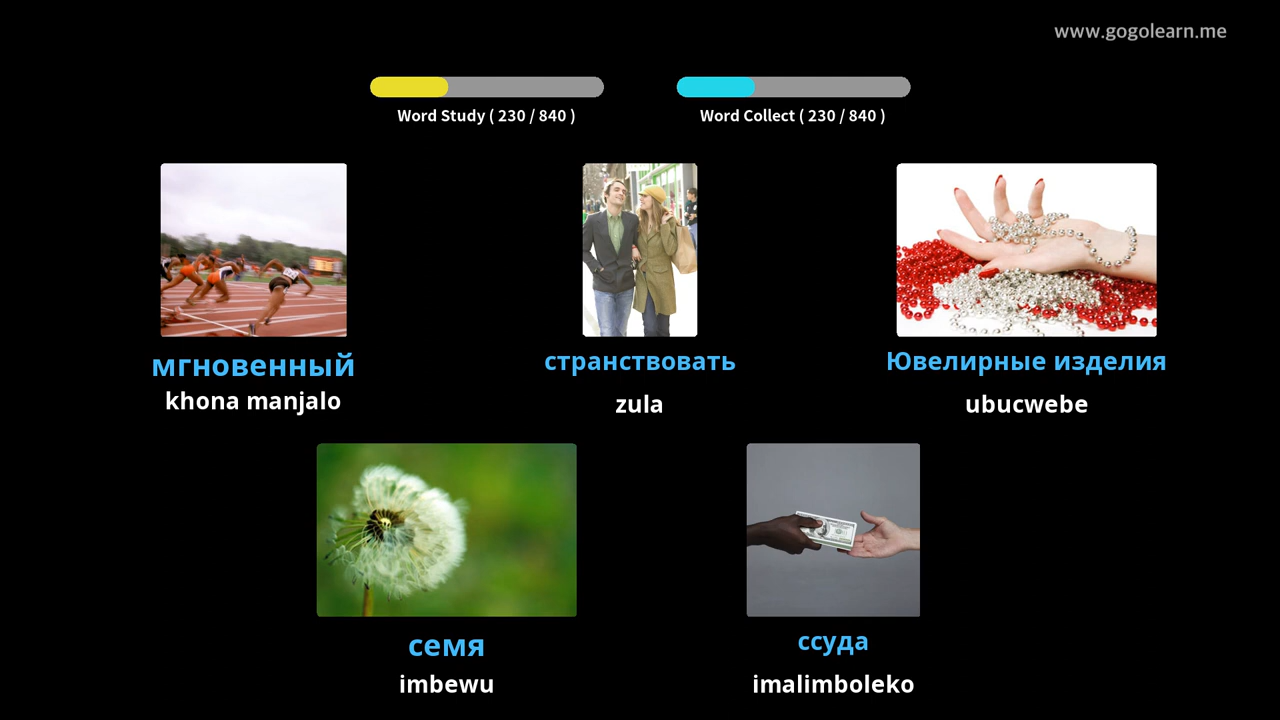 www.gogolearn.me
Word Study ( 230 / 840 )
Word Collect ( 230 / 840 )
мгновенный
khona manjalo
странствовать
zula
Ювелирные изделия
ubucwebe
семя
imbewu
ссуда
imalimboleko